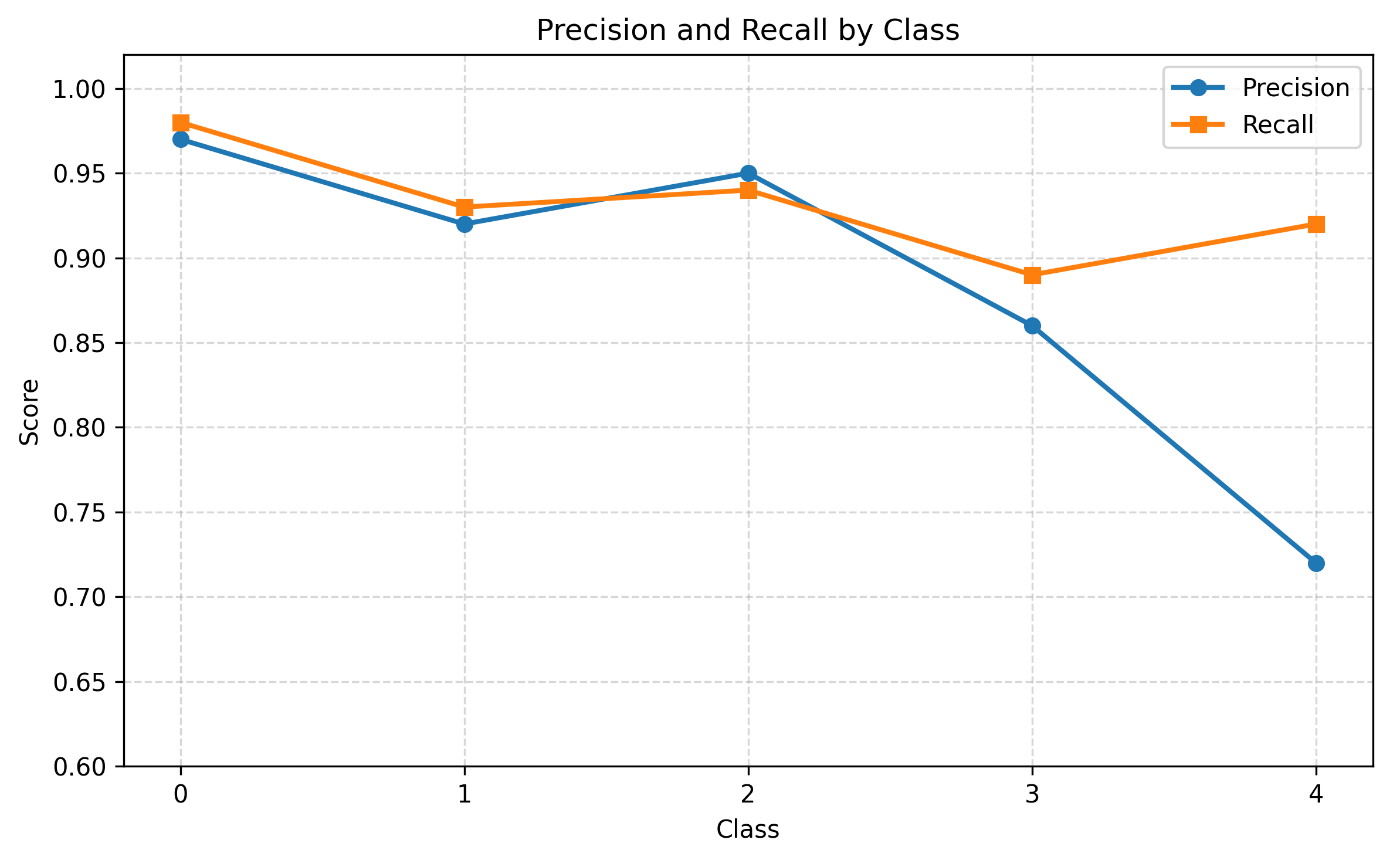 Precision and Recall by Class
Precision
Recall
1.00
0.95
0.90
0.85
0.80
0.75
0.70
0.65
0.60
Score
0 1 2 3 4
Class